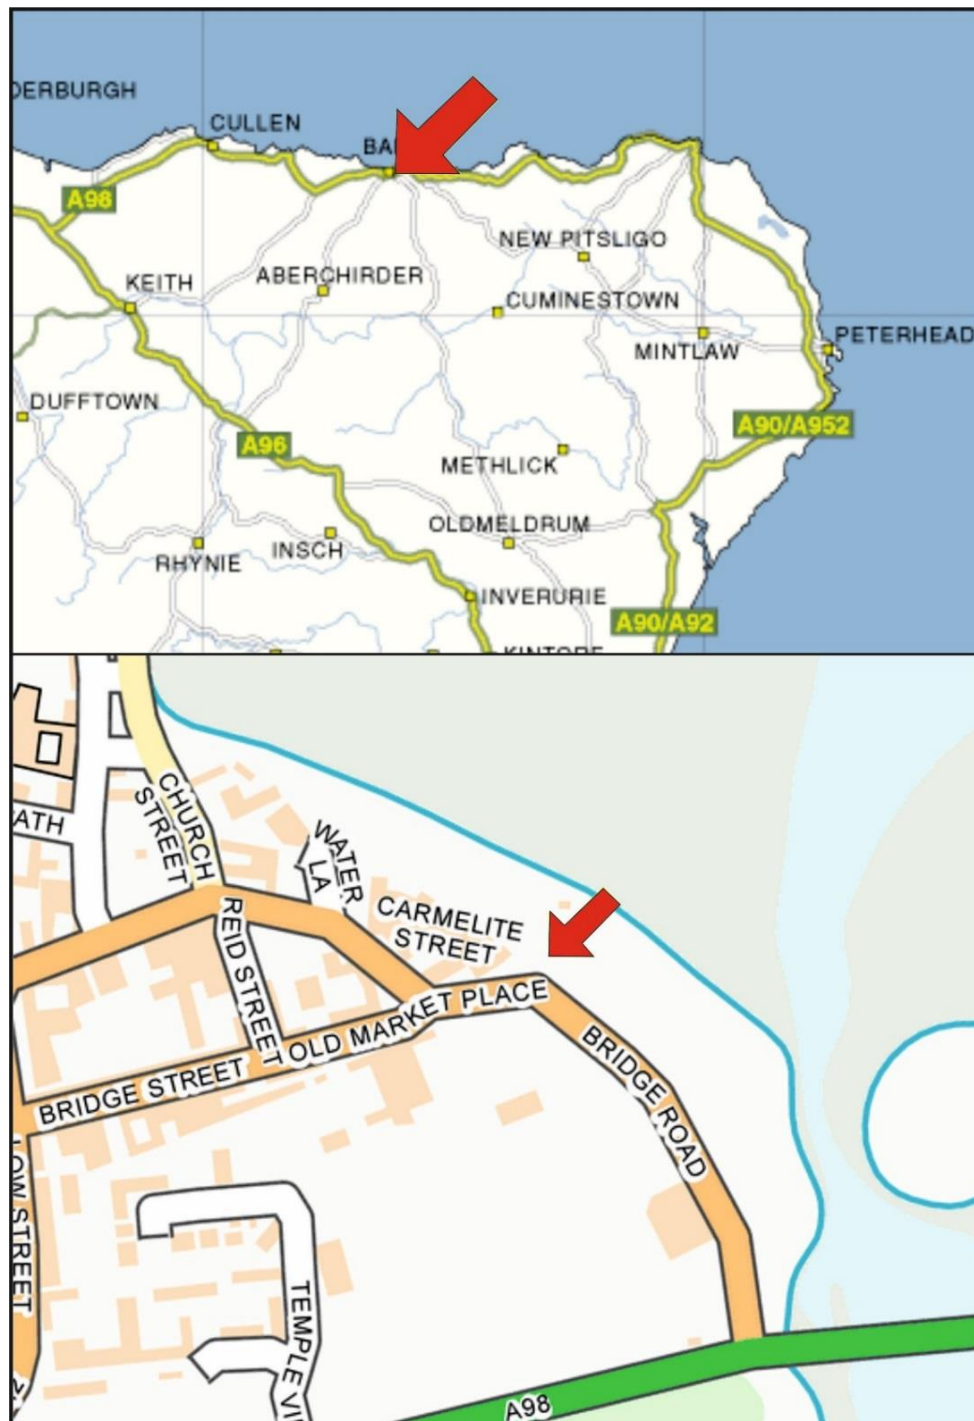 DERBURGH
CULLEN
BA
A98
NEW PITSLIGO
KEITH
ABERCHIRDER
CUMINESTOWN
PETERHEAD
MINTLAW
DUFFTOWN
A90/A952
A96
METHLICK
OLDMELDRUM
INSCH
RHYNIE
INVERURIE
A90/A92
KINTORE
CHURCH
STREET
ATH
WATER
LA
CARMELITE
STREET
REID STREET
OLD MARKET PLACE
BRIDGE STREET
BRIDGE ROAD
LOW STREET
TEMPLE VI
A98